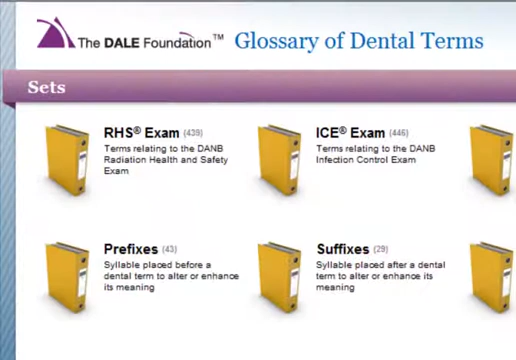 The DALE Foundation™ Glossary of Dental Terms
Sets
RHS® Exam (439)
Terms relating to the DANB
Radiation Health and Safety
Exam
ICE® Exam (446)
Terms relating to the DANB
Infection Control Exam
Prefixes (43)
Syllable placed before a
dental term to alter or enhance
its meaning
Suffixes (29)
Syllable placed after a dental
term to alter or enhance its
meaning